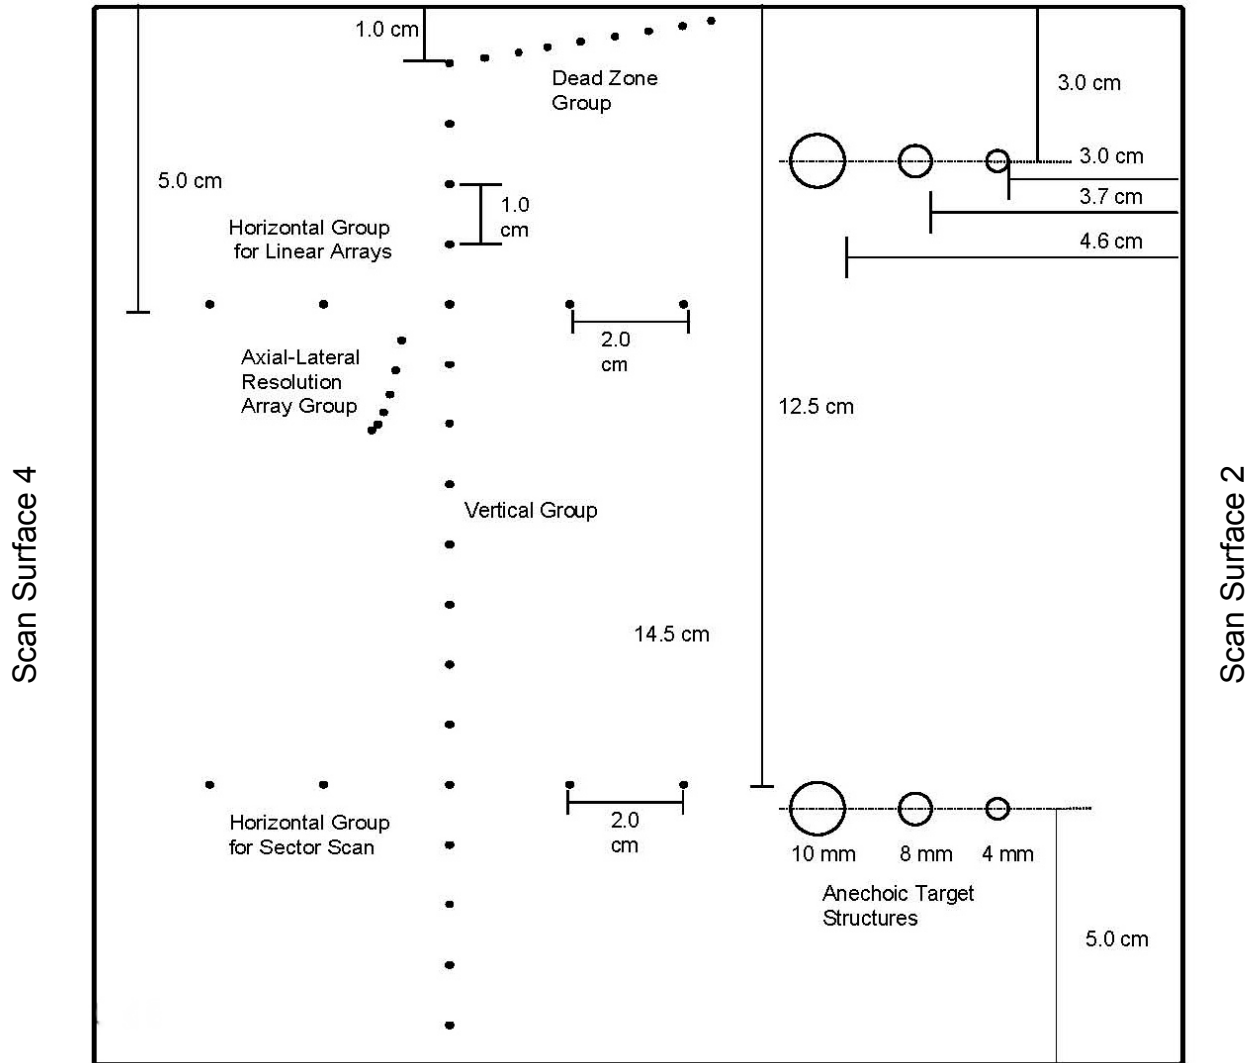 1.0 cm
Dead Zone
Group
3.0 cm
3.0 cm
5.0 cm
3.7 cm
1.0
cm
Horizontal Group
for Linear Arrays
4.6 cm
2.0
cm
Axial-Lateral
Resolution
Array Group
12.5 cm
Scan Surface 4
Scan Surface 2
Vertical Group
14.5 cm
Horizontal Group
for Sector Scan
2.0
cm
10 mm 8 mm 4 mm
Anechoic Target
Structures
5.0 cm